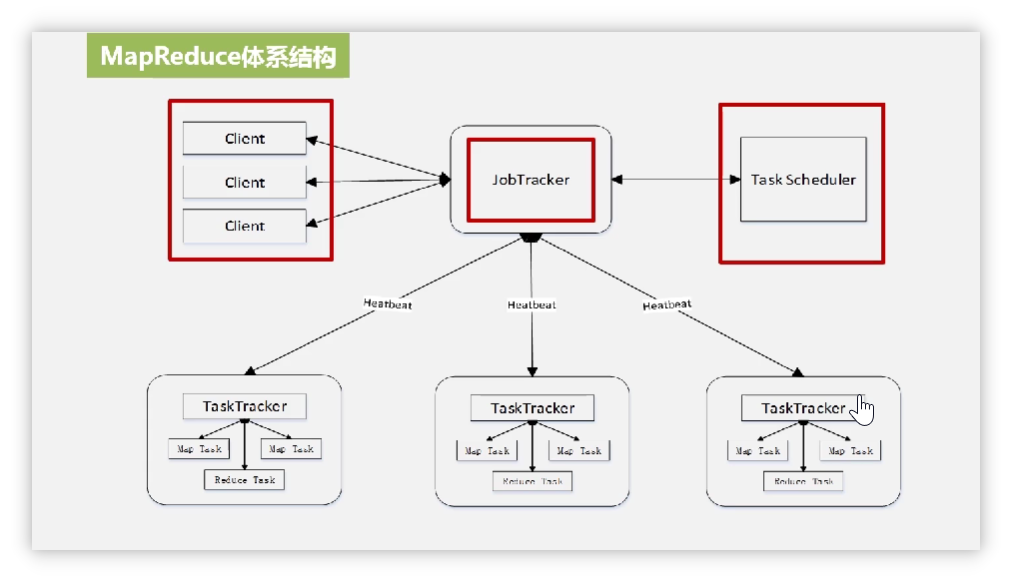 MapReduce体系结构
Client
Client
Client
JobTracker
Task Scheduler
Heatbeat
Heatbeat
Heatbeat
TaskTracker
Map Task
Map Task
Reduce Task
TaskTracker
Map Task
Map Task
Reduce Task
TaskTracker
Map Task
Map Task
Reduce Task